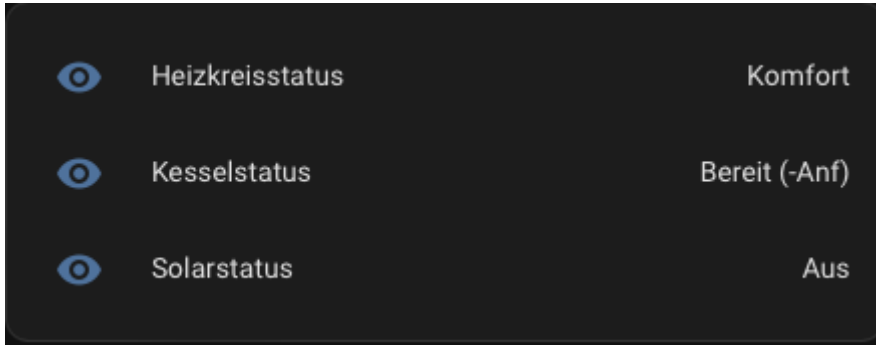 Heizkreisstatus Komfort
Kesselstatus Bereit (-Anf)
Solarstatus Aus